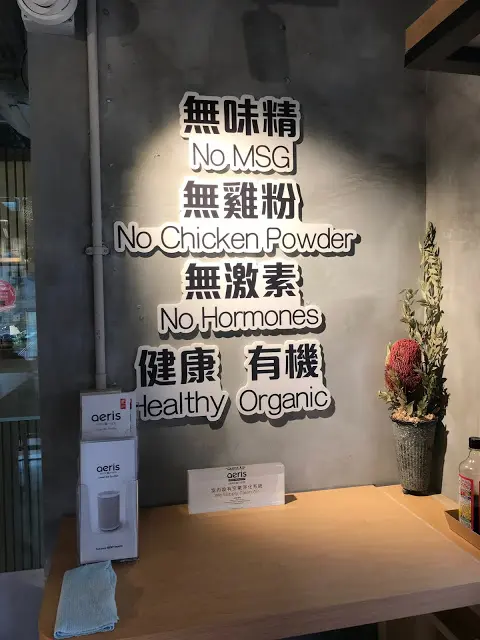 無味精
No MSG
無雞粉
No Chicken Powder
無激素
No Hormones
健康 有機
Healthy Organic
aeris
aeris
aeris